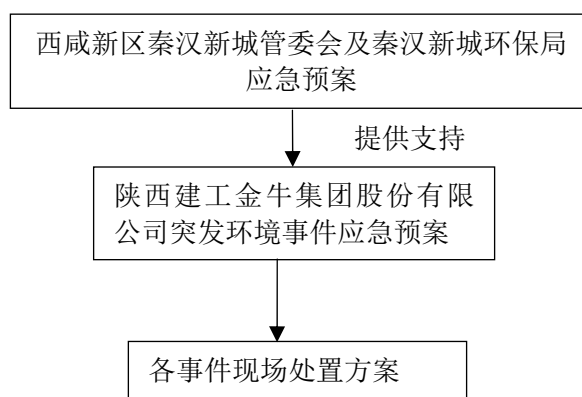 西咸新区秦汉新城管委会及秦汉新城环保局
应急预案
提供支持
陕西建工金牛集团股份有限
公司突发环境事件应急预案
各事件现场处置方案